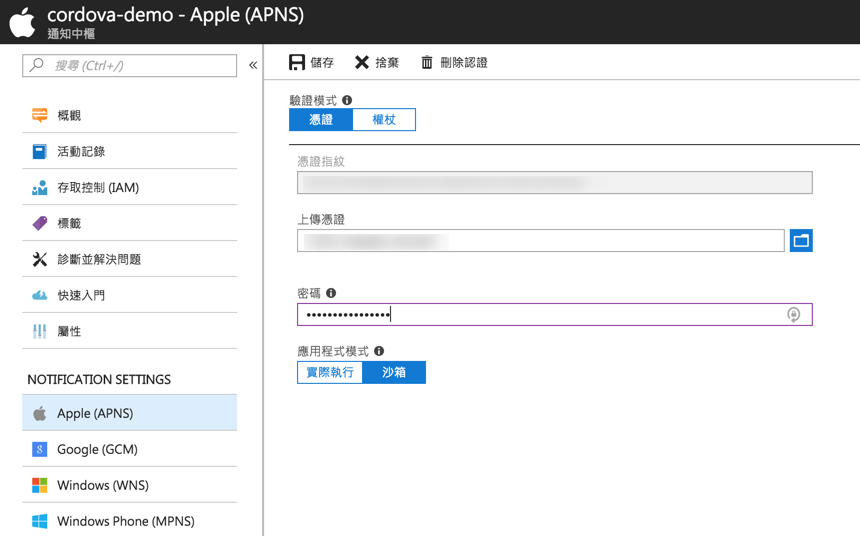 cordova-demo - Apple (APNS)
通知中樞
搜尋 (Ctrl+/)
概觀
活動記錄
存取控制 (IAM)
標籤
診斷並解決問題
快速入門
屬性
NOTIFICATION SETTINGS
Apple (APNS)
Google (GCM)
Windows (WNS)
Windows Phone (MPNS)
儲存 捨棄 刪除認證
驗證模式
憑證 權杖
憑證指紋
上傳憑證
密碼
••••••••••••••••
應用程式模式
實際執行 沙箱